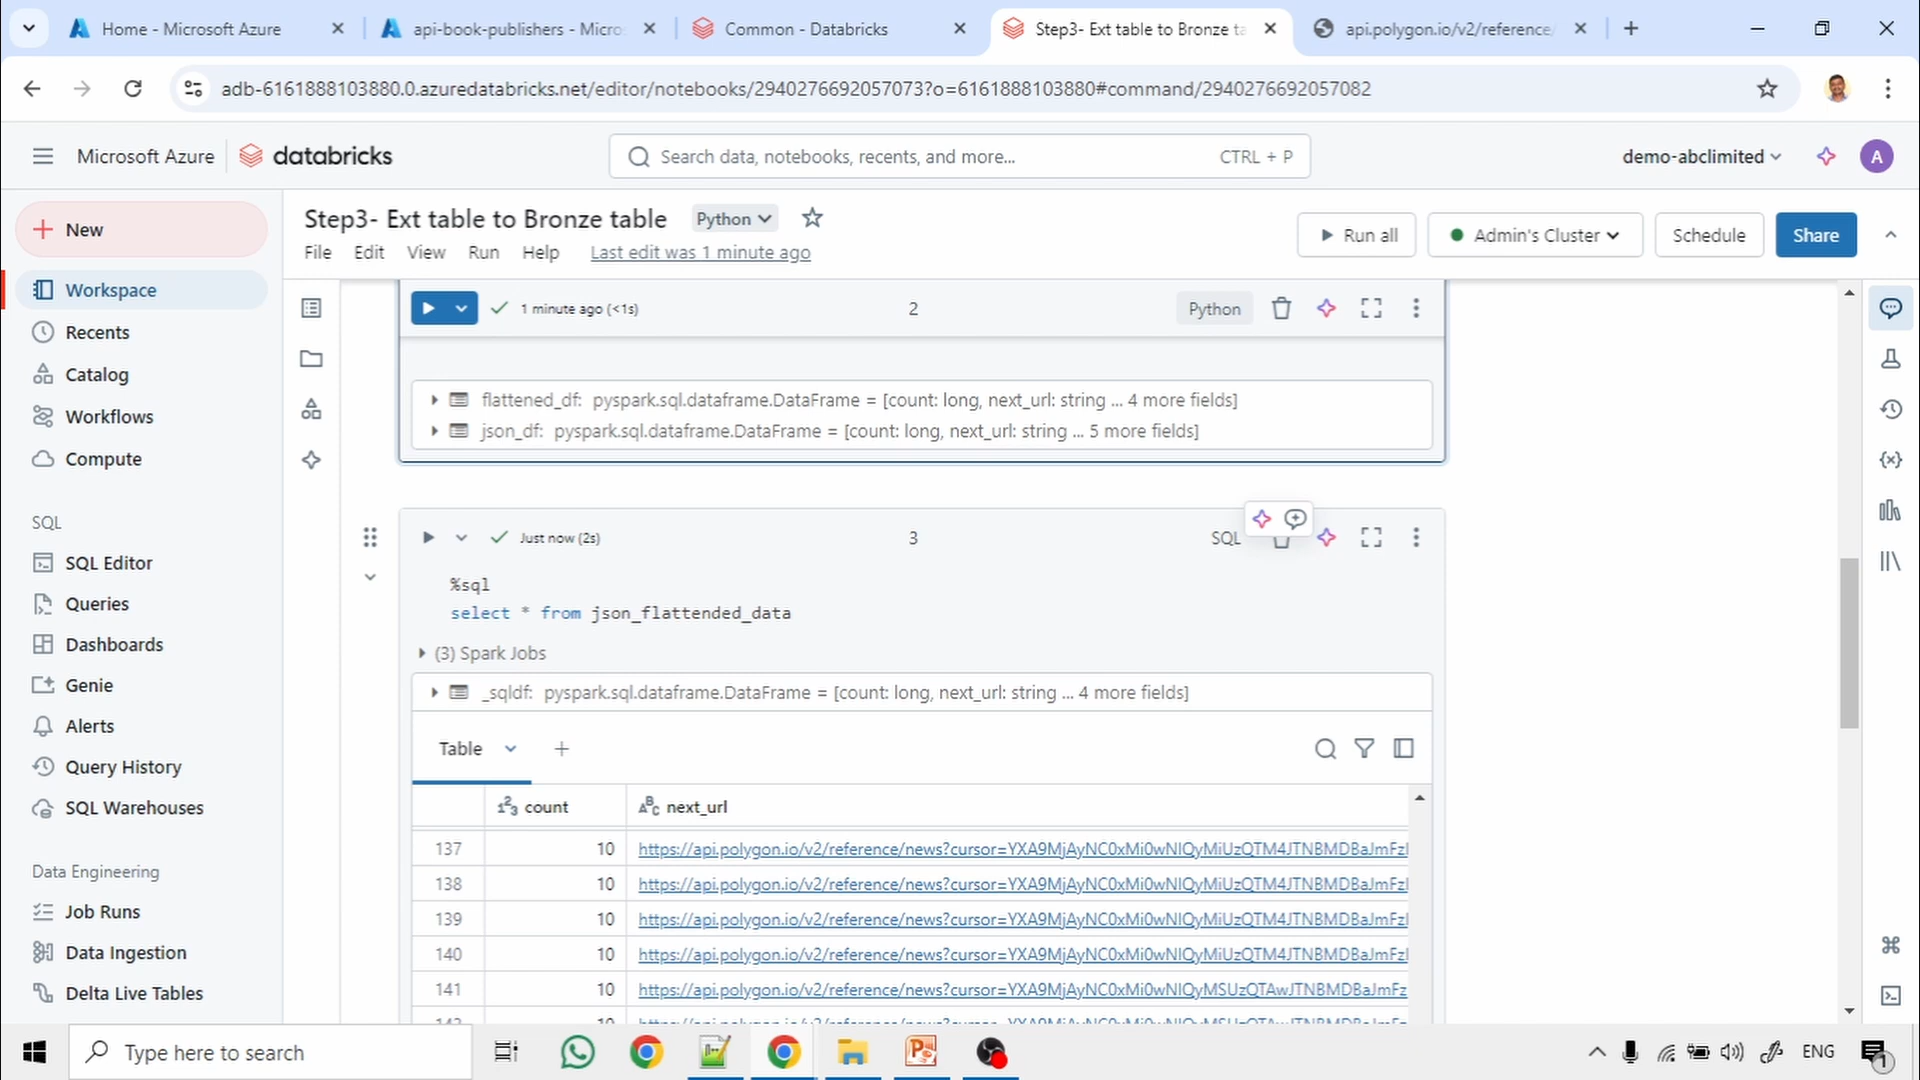 Home - Microsoft Azure
api-book-publishers - Micro
Common - Databricks
Step3- Ext table to Bronze ta
api.polygon.io/v2/reference/
adb-6161888103880.0.azuredatabricks.net/editor/notebooks/2940276692057073?o=6161888103880#command/2940276692057082
Microsoft Azure
databricks
Search data, notebooks, recents, and more...
CTRL + P
demo-abclimited
A
New
Workspace
Recents
Catalog
Workflows
Compute
SQL
SQL Editor
Queries
Dashboards
Genie
Alerts
Query History
SQL Warehouses
Data Engineering
Job Runs
Data Ingestion
Delta Live Tables
Step3- Ext table to Bronze table
Python
File Edit View Run Help Last edit was 1 minute ago
Run all
Admin's Cluster
Schedule
Share
1 minute ago (<1s)
2
Python
flattened_df: pyspark.sql.dataframe.DataFrame = [count: long, next_url: string ... 4 more fields]
json_df: pyspark.sql.dataframe.DataFrame = [count: long, next_url: string ... 5 more fields]
Just now (2s)
3
SQL
%sql
select * from json_flattended_data
(3) Spark Jobs
_sqldf: pyspark.sql.dataframe.DataFrame = [count: long, next_url: string ... 4 more fields]
Table
count next_url
137 10 https://api.polygon.io/v2/reference/news?cursor=YXA9MjAyNC0xMi0wNlQyMiUzQTM4JTNBMDBaJmFz
138 10 https://api.polygon.io/v2/reference/news?cursor=YXA9MjAyNC0xMi0wNlQyMiUzQTM4JTNBMDBaJmFz
139 10 https://api.polygon.io/v2/reference/news?cursor=YXA9MjAyNC0xMi0wNlQyMiUzQTM4JTNBMDBaJmFz
140 10 https://api.polygon.io/v2/reference/news?cursor=YXA9MjAyNC0xMi0wNlQyMiUzQTM4JTNBMDBaJmFz
141 10 https://api.polygon.io/v2/reference/news?cursor=YXA9MjAyNC0xMi0wNlQyMSUzQTAwJTNBMDBaJmFz
Type here to search
ENG
1